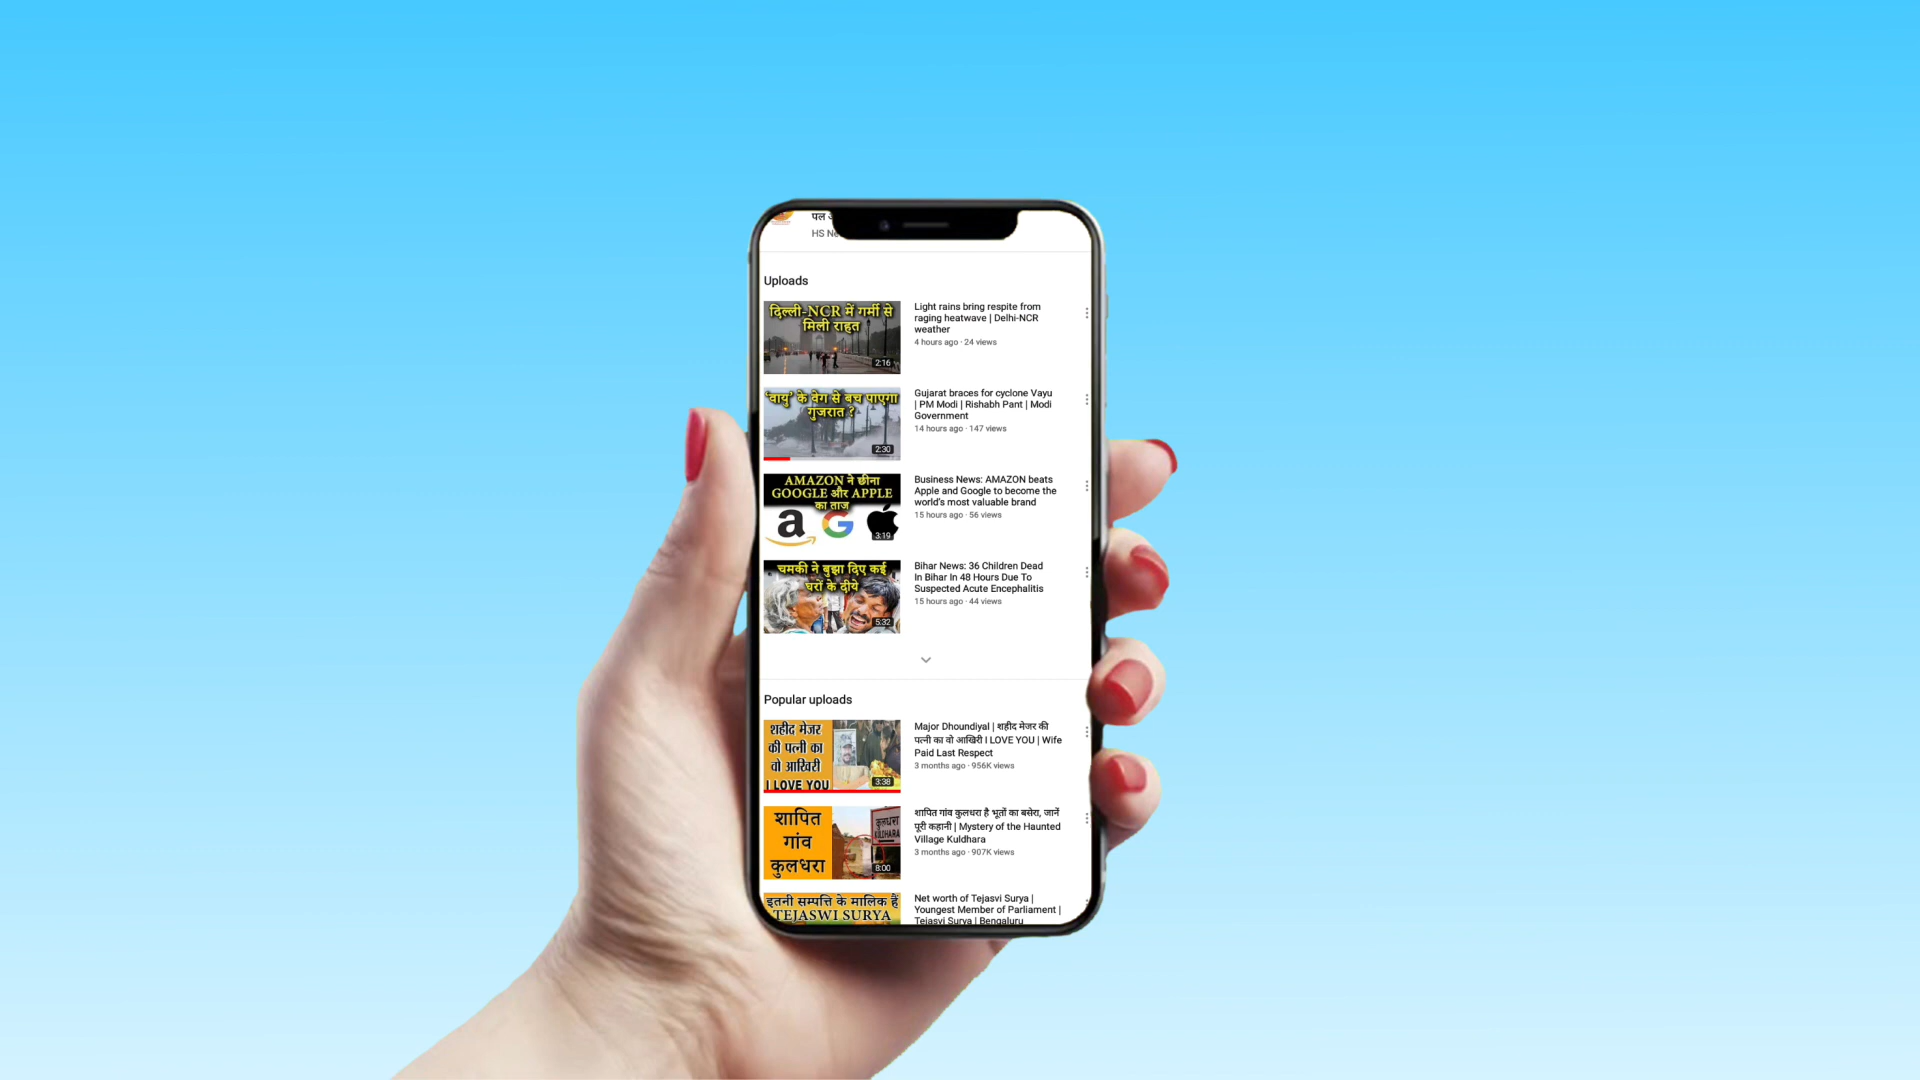 पल
HS Ne
Uploads
दिल्ली-NCR में गर्मी से
मिली राहत
2:16
Light rains bring respite from
raging heatwave | Delhi-NCR
weather
4 hours ago · 24 views
'वायु' के वेग से बच पाएगा
गुजरात ?
2:30
Gujarat braces for cyclone Vayu
| PM Modi | Rishabh Pant | Modi
Government
14 hours ago · 147 views
AMAZON ने छीना
GOOGLE और APPLE
का ताज
a
G
3:19
Business News: AMAZON beats
Apple and Google to become the
world's most valuable brand
15 hours ago · 56 views
चमकी ने बुझा दिए कई
घरों के दीये
5:32
Bihar News: 36 Children Dead
In Bihar In 48 Hours Due To
Suspected Acute Encephalitis
15 hours ago · 44 views
Popular uploads
शहीद मेजर
की पत्नी का
वो आखिरी
I LOVE YOU
3:38
Major Dhoundiyal | शहीद मेजर की
पत्नी का वो आखिरी I LOVE YOU | Wife
Paid Last Respect
3 months ago · 956K views
शापित
गांव
कुलधरा
कुलधरा
KULDHARA
8:00
शापित गांव कुलधरा है भूतों का बसेरा, जानें
पूरी कहानी | Mystery of the Haunted
Village Kuldhara
3 months ago · 907K views
इतनी सम्पत्ति के मालिक हैं
TEJASWI SURYA
Net worth of Tejasvi Surya |
Youngest Member of Parliament |
Tejasvi Surya | Bengaluru